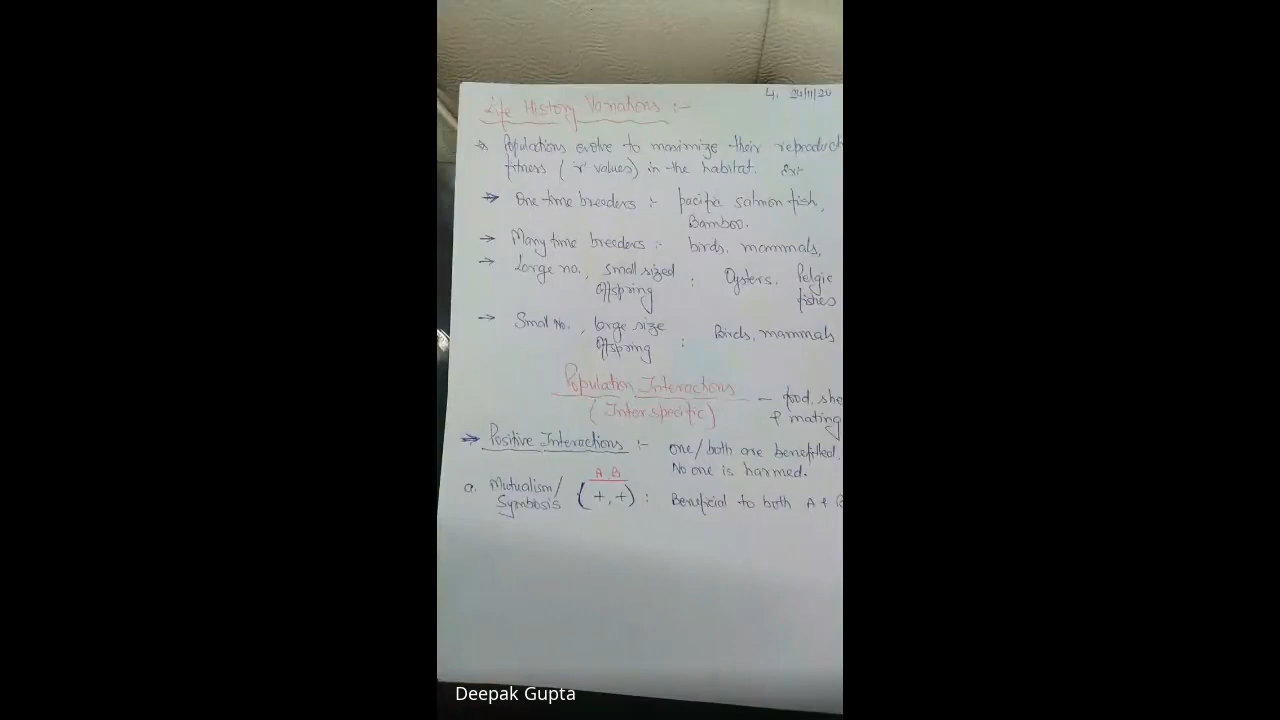 4. 24/11/20
Life History Variations :-
Populations evolve to maximize their reproduct
fitness ( 'r' values) in the habitat. Ex:-
One time breeders :- pacific salmon fish,
Bamboo.
Many time breeders :- birds, mammals,
Large no., small sized offspring : Oysters, Pelgic fishes
Small No., large size offspring : Birds, mammals
Population Interactions
(Interspecific) – food, she
+ mating
Positive Interactions :- one/both are benefitted.
No one is harmed.
A, B
a. Mutualism/ Symbiosis (+, +) : Beneficial to both A + B
Deepak Gupta